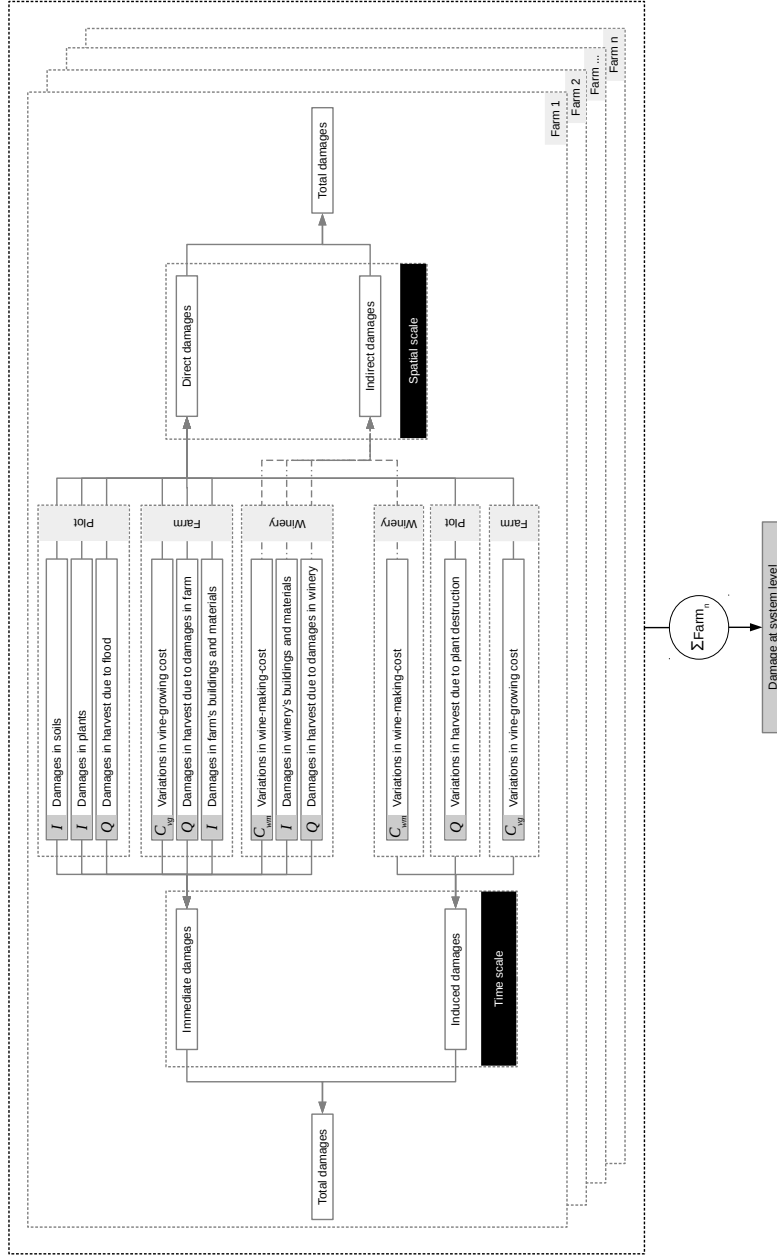 Farm n
Farm ...
Farm 2
Farm 1
Total damages
Direct damages
Indirect damages
Spatial scale
Plot
Farm
Winery
Winery
Plot
Farm
I Damages in soils
I Damages in plants
Q Damages in harvest due to flood
Cvg Variations in vine-growing cost
Q Damages in harvest due to damages in farm
I Damages in farm's buildings and materials
Cwm Variations in wine-making-cost
I Damages in winery's buildings and materials
Q Damages in harvest due to damages in winery
Cwm Variations in wine-making-cost
Q Variations in harvest due to plant destruction
Cvg Variations in vine-growing cost
Immediate damages
Induced damages
Time scale
Total damages
ΣFarmn
Damage at system level